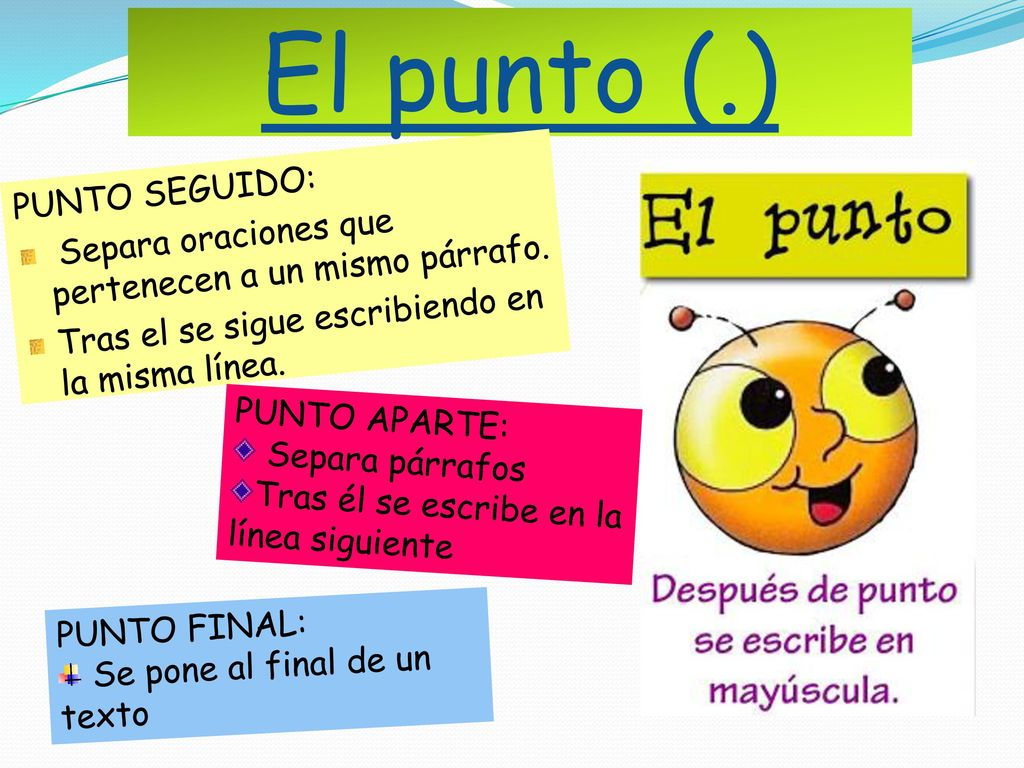 El punto (.)
PUNTO SEGUIDO:
Separa oraciones que
pertenecen a un mismo párrafo.
Tras el se sigue escribiendo en
la misma línea.
PUNTO APARTE:
Separa párrafos
Tras él se escribe en la
línea siguiente
PUNTO FINAL:
Se pone al final de un
texto
El punto
Después de punto
se escribe en
mayúscula.